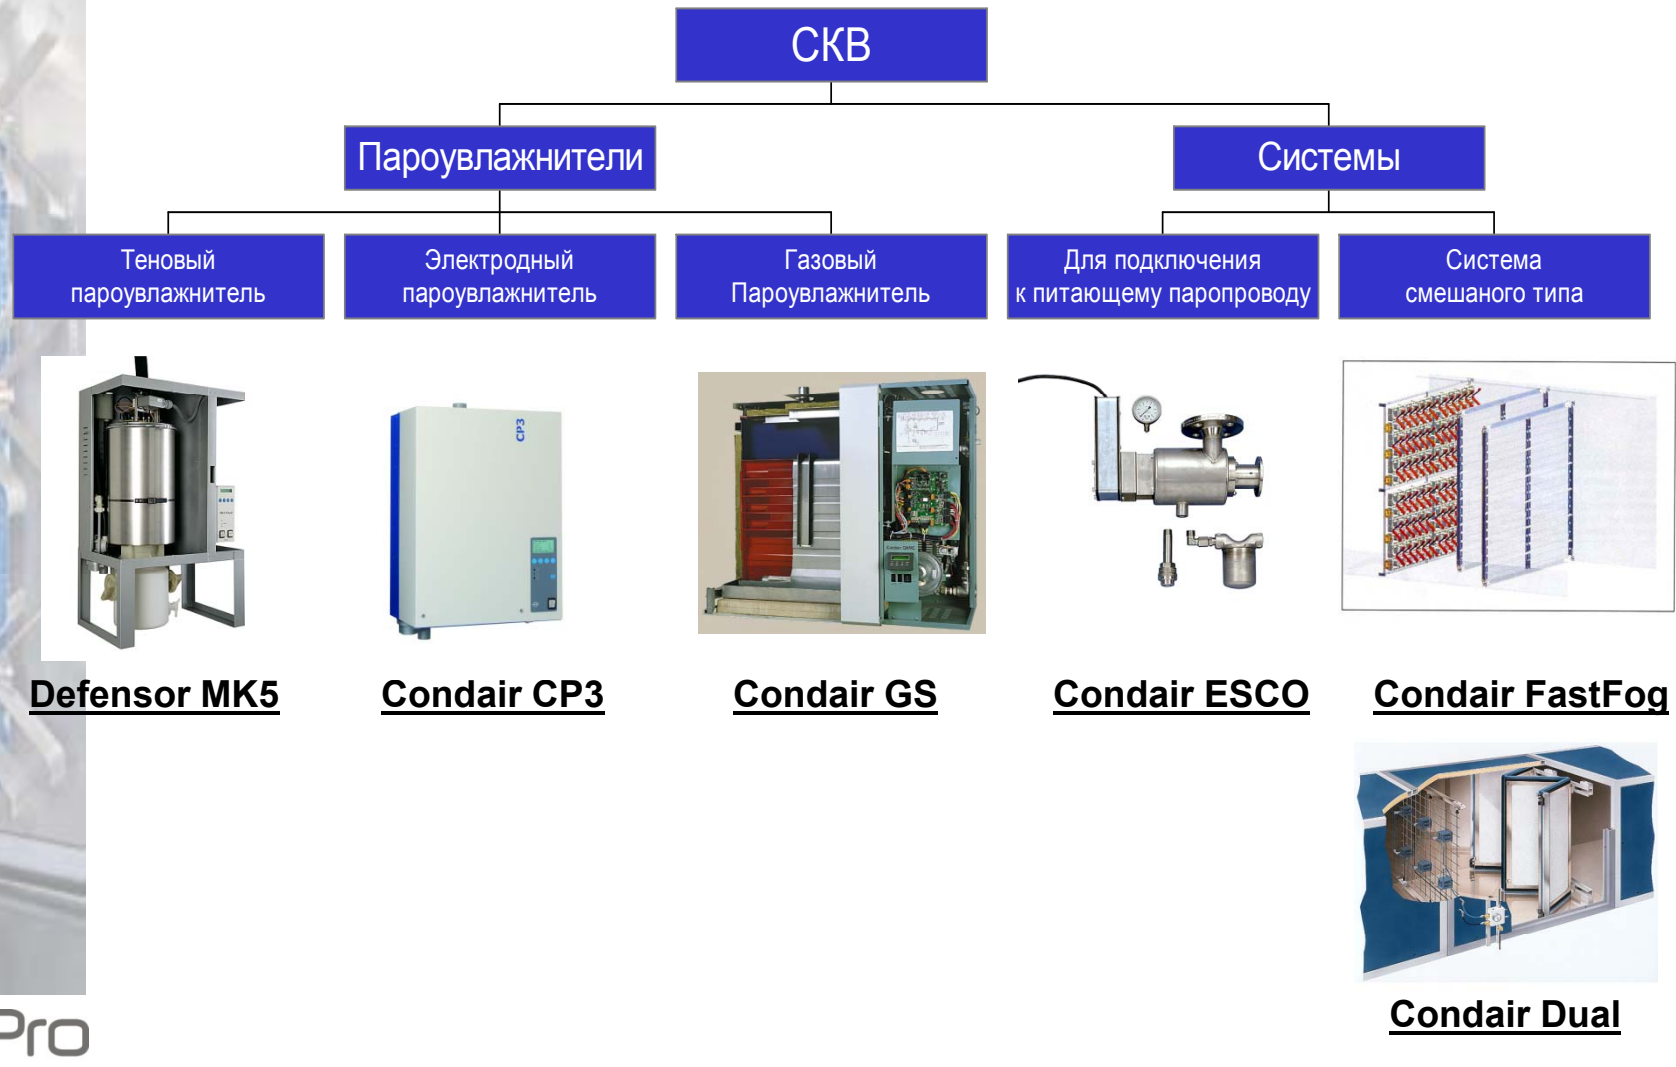 СКВ
Пароувлажнители
Системы
Теновый
пароувлажнитель
Электродный
пароувлажнитель
Газовый
Пароувлажнитель
Для подключения
к питающему паропроводу
Система
смешаного типа
CP3
Defensor MK5
Condair CP3
Condair GS
Condair ESCO
Condair FastFog
Condair Dual
Pro